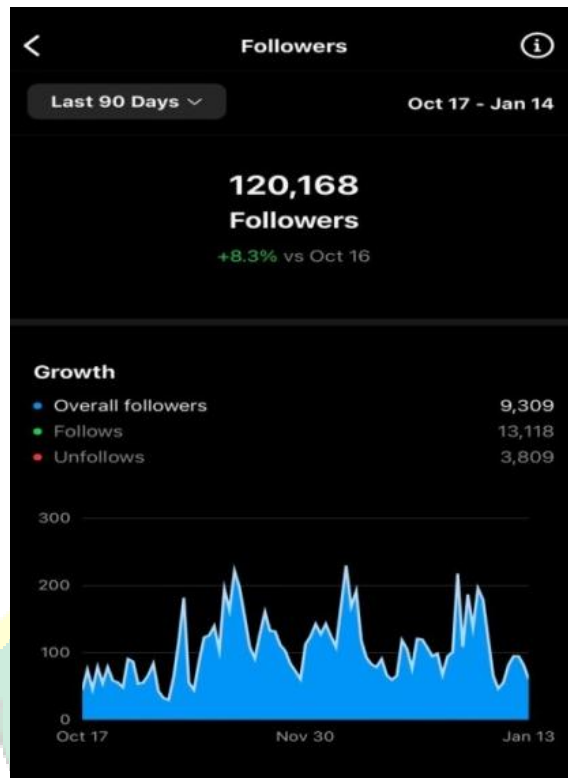 Followers
Last 90 Days
Oct 17 - Jan 14
120,168
Followers
+8.3% vs Oct 16
Growth
Overall followers 9,309
Follows 13,118
Unfollows 3,809
300
200
100
0
Oct 17 Nov 30 Jan 13